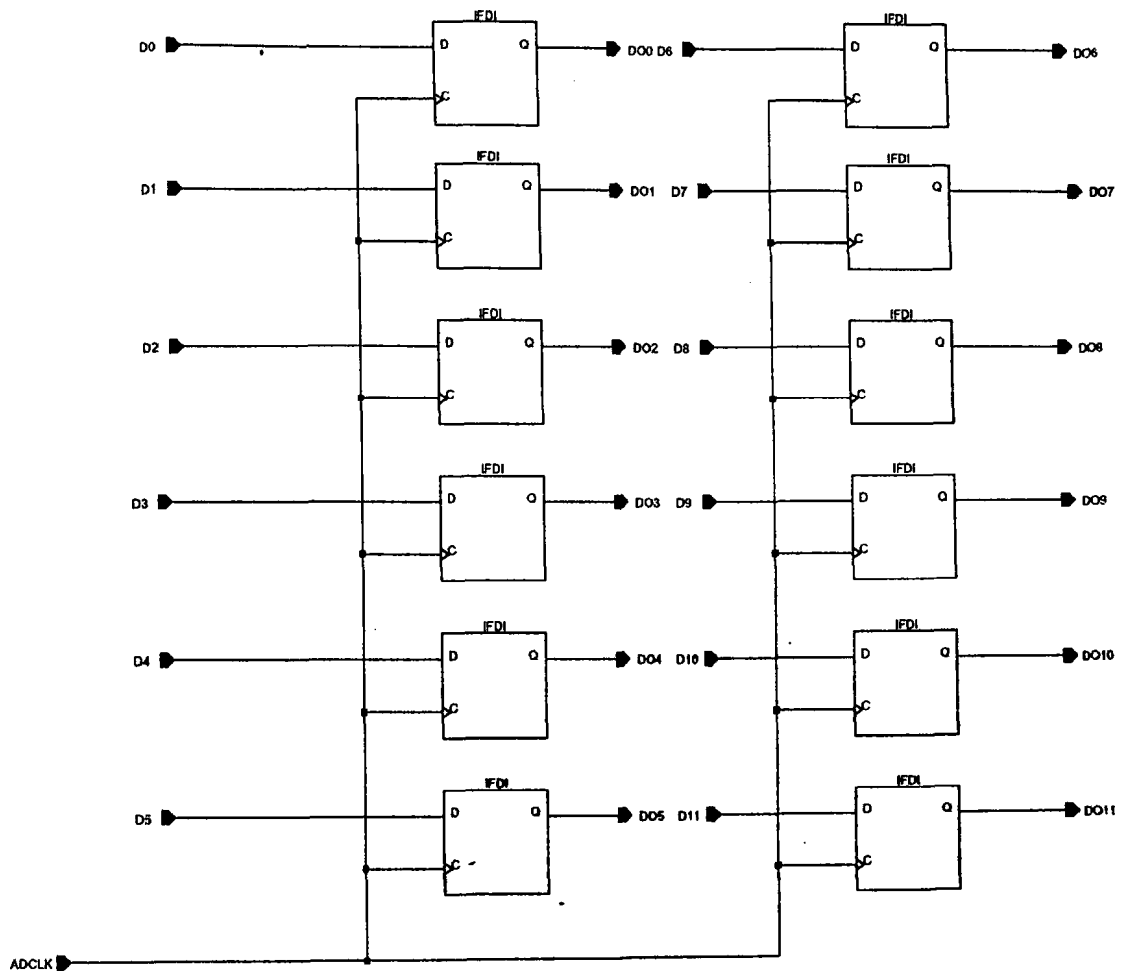 IFDI IFDI
D0 D Q DO0 D6 D Q DO6
C C
IFDI IFDI
D1 D Q DO1 D7 D Q DO7
C C
IFDI IFDI
D2 D Q DO2 D8 D Q DO8
C C
IFDI IFDI
D3 D Q DO3 D9 D Q DO9
C C
IFDI IFDI
D4 D Q DO4 D10 D Q DO10
C C
IFDI IFDI
D5 D Q DO5 D11 D Q DO11
C C
ADCLK